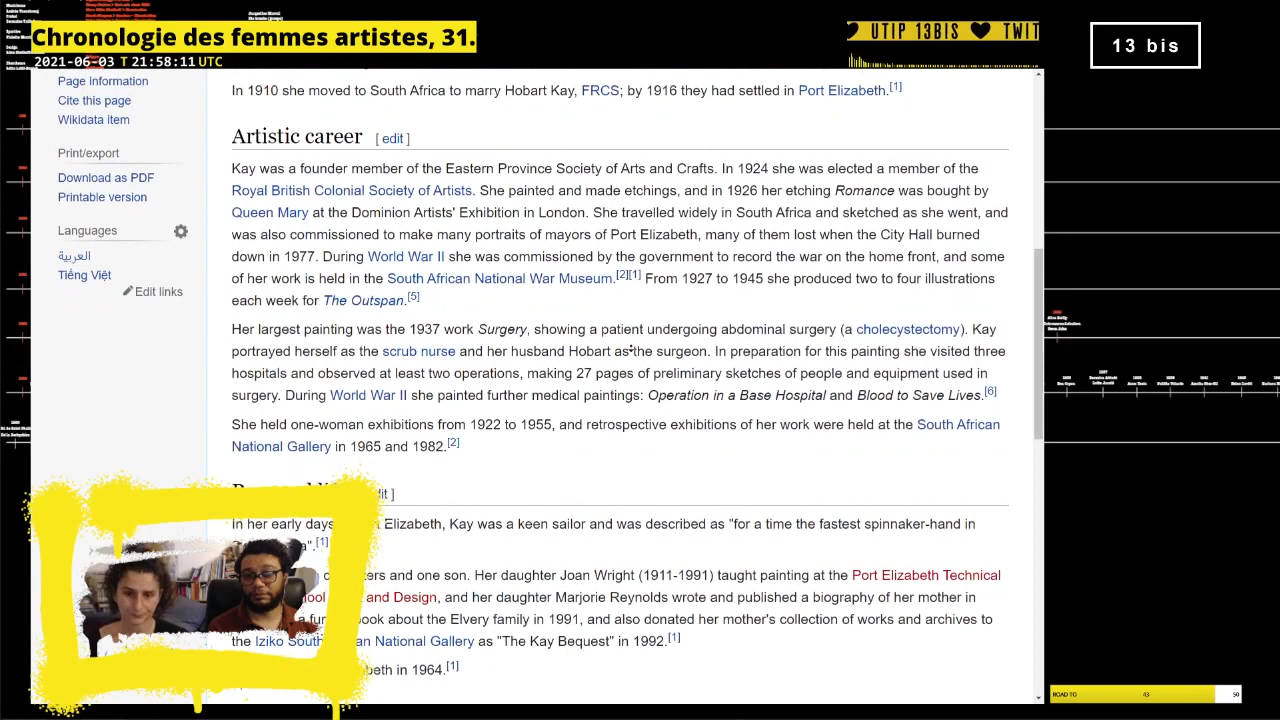 Chronologie des femmes artistes, 31.
2021-06-03 T 21:58:11 UTC
UTIP 13BIS TWIT
13 bis
Page information
Cite this page
Wikidata item
Print/export
Download as PDF
Printable version
Languages
العربية
Tiếng Việt
Edit links
In 1910 she moved to South Africa to marry Hobart Kay, FRCS; by 1916 they had settled in Port Elizabeth.[1]
Artistic career [ edit ]
Kay was a founder member of the Eastern Province Society of Arts and Crafts. In 1924 she was elected a member of the
Royal British Colonial Society of Artists. She painted and made etchings, and in 1926 her etching Romance was bought by
Queen Mary at the Dominion Artists' Exhibition in London. She travelled widely in South Africa and sketched as she went, and
was also commissioned to make many portraits of mayors of Port Elizabeth, many of them lost when the City Hall burned
down in 1977. During World War II she was commissioned by the government to record the war on the home front, and some
of her work is held in the South African National War Museum.[2][1] From 1927 to 1945 she produced two to four illustrations
each week for The Outspan.[5]
Her largest painting was the 1937 work Surgery, showing a patient undergoing abdominal surgery (a cholecystectomy). Kay
portrayed herself as the scrub nurse and her husband Hobart as the surgeon. In preparation for this painting she visited three
hospitals and observed at least two operations, making 27 pages of preliminary sketches of people and equipment used in
surgery. During World War II she painted further medical paintings: Operation in a Base Hospital and Blood to Save Lives.[6]
She held one-woman exhibitions from 1922 to 1955, and retrospective exhibitions of her work were held at the South African
National Gallery in 1965 and 1982.[2]
edit ]
In her early days Elizabeth, Kay was a keen sailor and was described as "for a time the fastest spinnaker-hand in
[1]
and one son. Her daughter Joan Wright (1911-1991) taught painting at the Port Elizabeth Technical
and Design, and her daughter Marjorie Reynolds wrote and published a biography of her mother in
book about the Elvery family in 1991, and also donated her mother's collection of works and archives to
the Iziko South National Gallery as "The Kay Bequest" in 1992.[1]
in 1964.[1]
ROAD TO 43 50